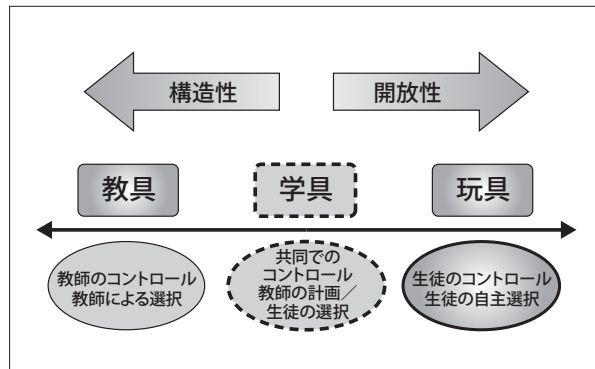 構造性
開放性
教具
学具
玩具
教師のコントロール
教師による選択
共同での
コントロール
教師の計画／
生徒の選択
生徒のコントロール
生徒の自主選択